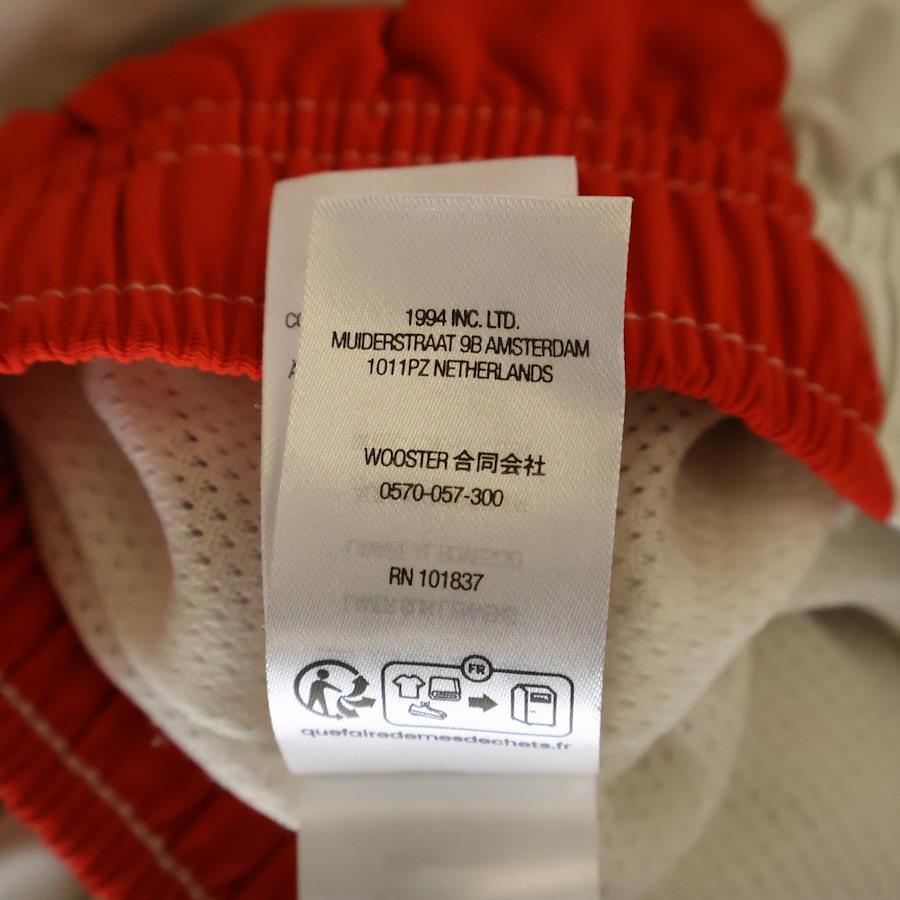 1994 INC. LTD.
MUIDERSTRAAT 9B AMSTERDAM
1011PZ NETHERLANDS
WOOSTER 合同会社
0570-057-300
RN 101837
FR
quefairedemesdechets.fr